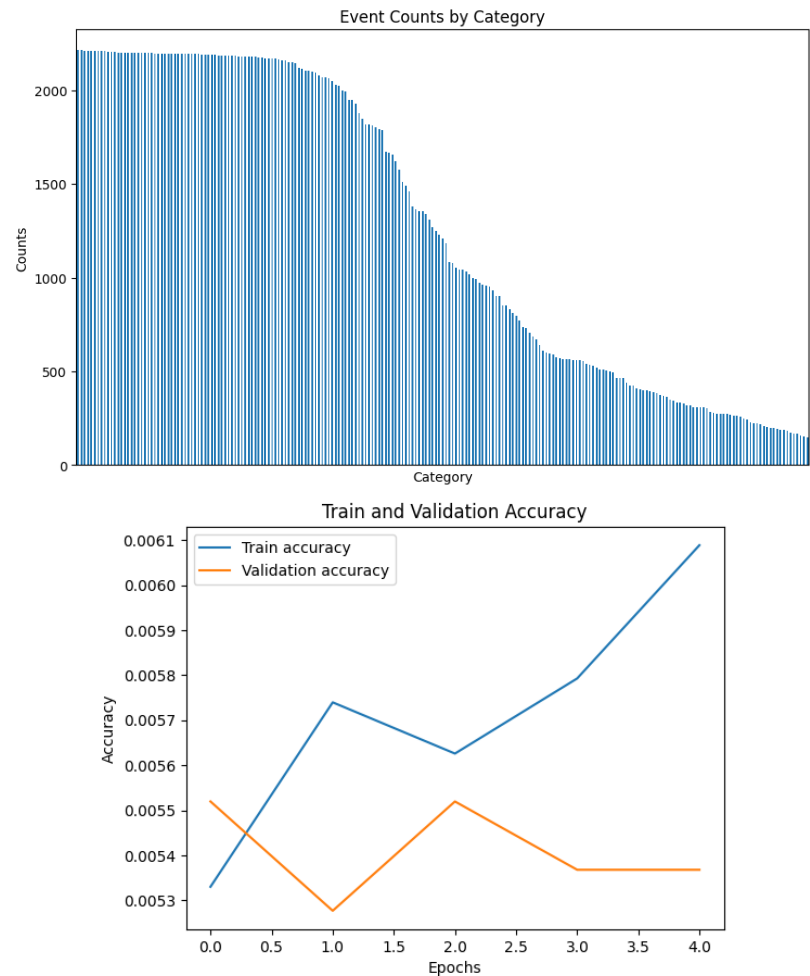 Event Counts by Category
2000
1500
1000
500
0
Counts
Category
Train and Validation Accuracy
Train accuracy
Validation accuracy
0.0061
0.0060
0.0059
0.0058
0.0057
0.0056
0.0055
0.0054
0.0053
Accuracy
0.0 0.5 1.0 1.5 2.0 2.5 3.0 3.5 4.0
Epochs